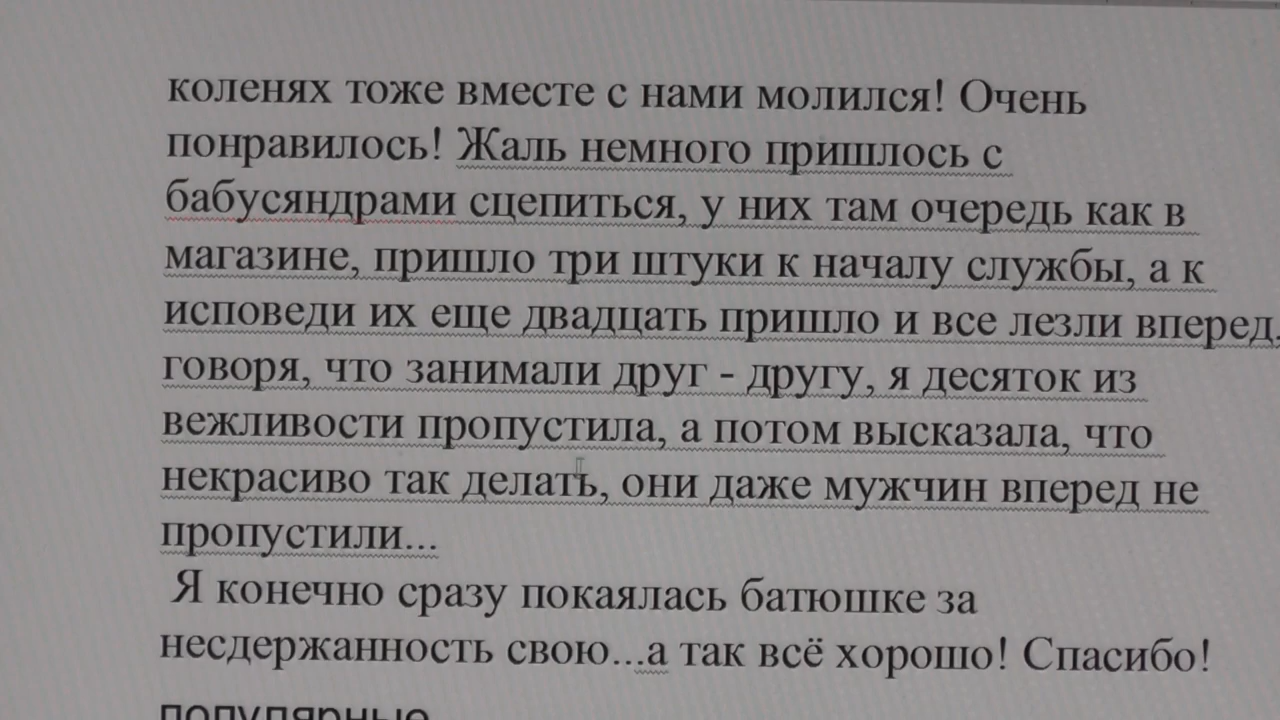 коленях тоже вместе с нами молился! Очень
понравилось! Жаль немного пришлось с
бабусяндрами сцепиться, у них там очередь как в
магазине, пришло три штуки к началу службы, а к
исповеди их еще двадцать пришло и все лезли вперед,
говоря, что занимали друг - другу, я десяток из
вежливости пропустила, а потом высказала, что
некрасиво так делать, они даже мужчин вперед не
пропустили...
Я конечно сразу покаялась батюшке за
несдержанность свою...а так всё хорошо! Спасибо!
популярные